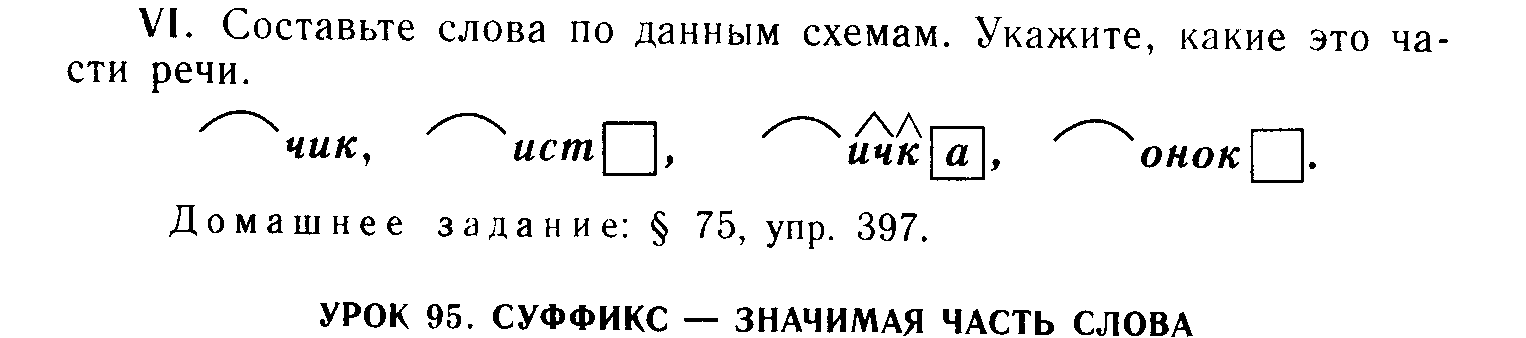 VI. Составьте слова по данным схемам. Укажите, какие это ча-
сти речи.
чик, ист , ичк а , онок .
Домашнее задание: § 75, упр. 397.
УРОК 95. СУФФИКС — ЗНАЧИМАЯ ЧАСТЬ СЛОВА